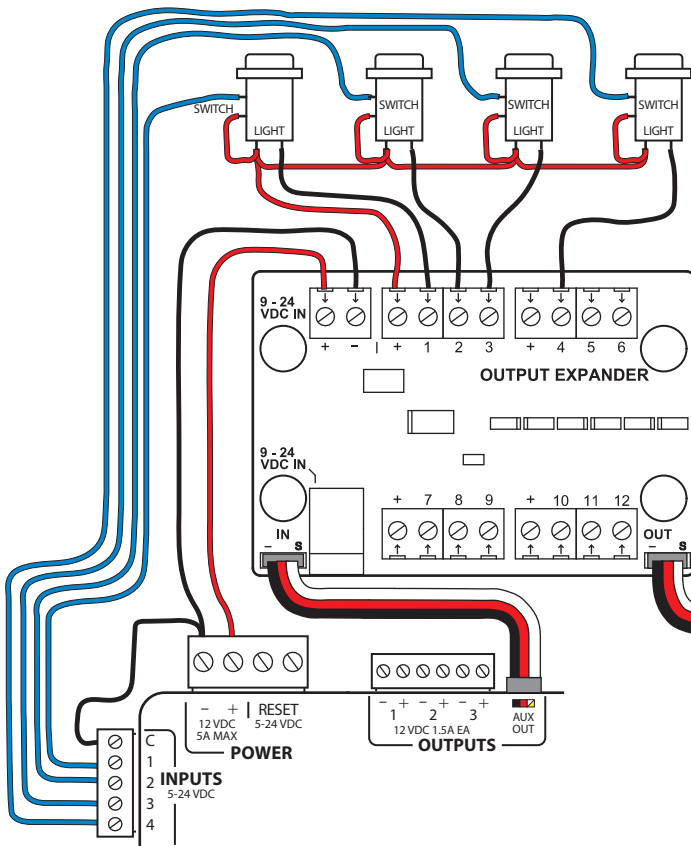 SWITCH
LIGHT
SWITCH
LIGHT
SWITCH
LIGHT
SWITCH
LIGHT
9 - 24
VDC IN
+ − | + 1 2 3 + 4 5 6
OUTPUT EXPANDER
9 - 24
VDC IN
+ 7 8 9 + 10 11 12
IN
− S
OUT
− S
− + | RESET
12 VDC 5-24 VDC
5A MAX
POWER
− + − + − +
1 2 3
12 VDC 1.5A EA
OUTPUTS
AUX
OUT
C
1
2
3
4
INPUTS
5-24 VDC